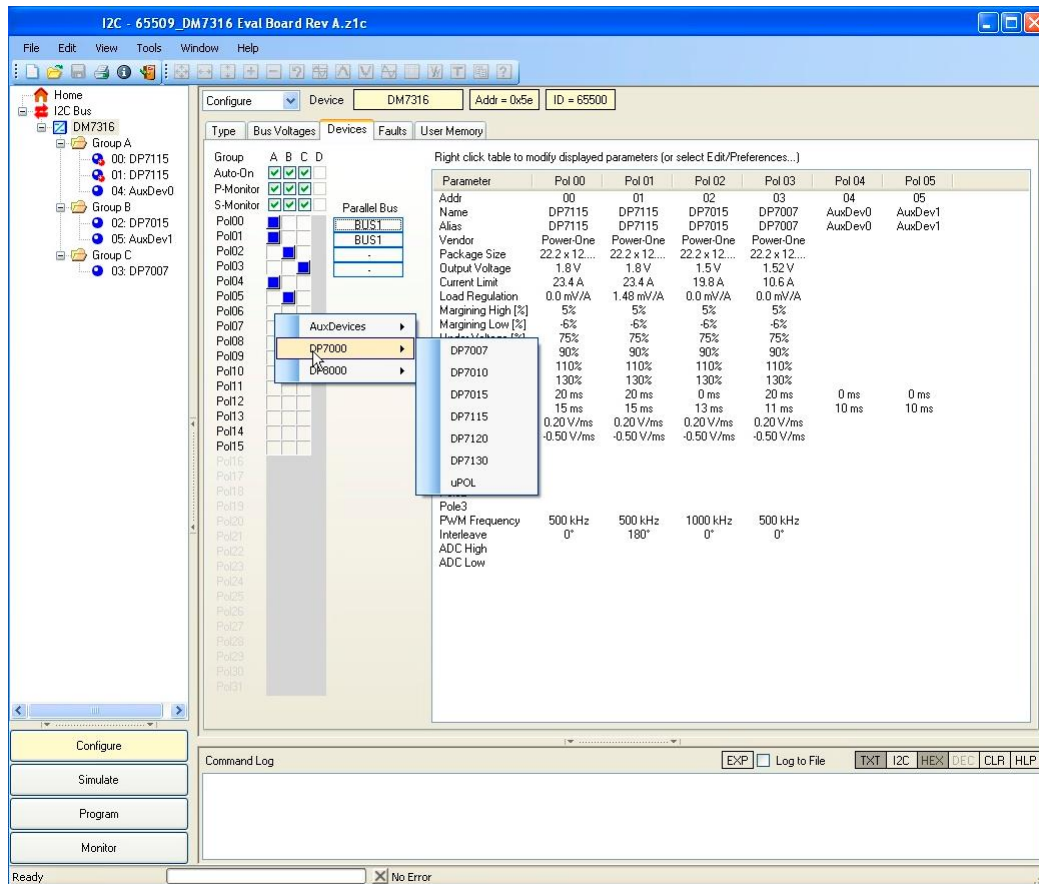 I2C - 65509_DM7316 Eval Board Rev A.z1c
File Edit View Tools Window Help
Home
I2C Bus
DM7316
Group A
00: DP7115
01: DP7115
04: AuxDev0
Group B
02: DP7015
05: AuxDev1
Group C
03: DP7007
Configure
Simulate
Program
Monitor
Configure Device DM7316 Addr = 0x5e ID = 65500
Type Bus Voltages Devices Faults User Memory
Group A B C D
Auto-On
P-Monitor
S-Monitor Parallel Bus
Pol00 BUS1
Pol01 BUS1
Pol02 -
Pol03 -
Pol04
Pol05
Pol06
Pol07
Pol08
Pol09
Pol10
Pol11
Pol12
Pol13
Pol14
Pol15
Pol16
Pol17
Pol18
Pol19
Pol20
Pol21
Pol22
Pol23
Pol24
Pol25
Pol26
Pol27
Pol28
Pol29
Pol30
Pol31
AuxDevices
DP7000
DP8000
DP7007
DP7010
DP7015
DP7115
DP7120
DP7130
uPOL
Right click table to modify displayed parameters (or select Edit/Preferences...)
Parameter Pol 00 Pol 01 Pol 02 Pol 03 Pol 04 Pol 05
Addr 00 01 02 03 04 05
Name DP7115 DP7115 DP7015 DP7007 AuxDev0 AuxDev1
Alias DP7115 DP7115 DP7015 DP7007 AuxDev0 AuxDev1
Vendor Power-One Power-One Power-One Power-One
Package Size 22.2 x 12.... 22.2 x 12.... 22.2 x 12.... 22.2 x 12....
Output Voltage 1.8 V 1.8 V 1.5 V 1.52 V
Current Limit 23.4 A 23.4 A 19.8 A 10.6 A
Load Regulation 0.0 mV/A 1.48 mV/A 0.0 mV/A 0.0 mV/A
Margining High [%] 5% 5% 5% 5%
Margining Low [%] -6% -6% -6% -6%
75% 75% 75% 75%
90% 90% 90% 90%
110% 110% 110% 110%
130% 130% 130% 130%
20 ms 20 ms 0 ms 20 ms 0 ms 0 ms
15 ms 15 ms 13 ms 11 ms 10 ms 10 ms
0.20 V/ms 0.20 V/ms 0.20 V/ms 0.20 V/ms
-0.50 V/ms -0.50 V/ms -0.50 V/ms -0.50 V/ms
Pole3
PWM Frequency 500 kHz 500 kHz 1000 kHz 500 kHz
Interleave 0° 180° 0° 0°
ADC High
ADC Low
Command Log EXP Log to File TXT I2C HEX DEC CLR HLP
Ready No Error